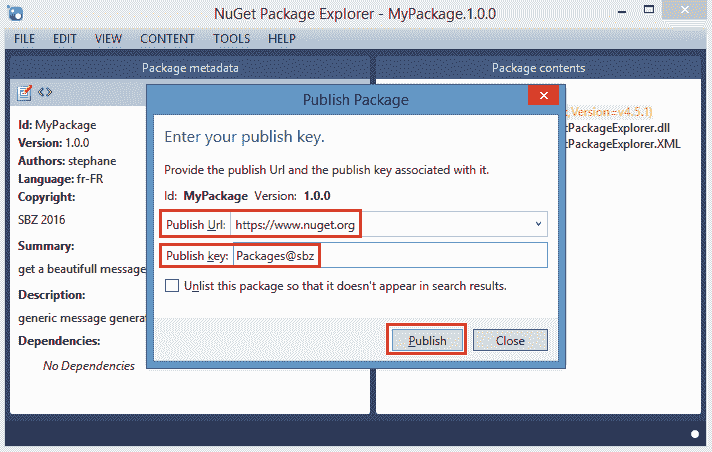 NuGet Package Explorer - MyPackage.1.0.0
FILE EDIT VIEW CONTENT TOOLS HELP
Package metadata
Package contents
Id: MyPackage
Version: 1.0.0
Authors: stephane
Language: fr-FR
Copyright:
SBZ 2016
Summary:
get a beautifull message
Description:
generic message genera
Dependencies:
No Dependencies
Version=v4.5.1)
tPackageExplorer.dll
tPackageExplorer.XML
Publish Package
Enter your publish key.
Provide the publish Url and the publish key associated with it.
Id: MyPackage Version: 1.0.0
Publish Url: https://www.nuget.org
Publish key: Packages@sbz
Unlist this package so that it doesn't appear in search results.
Publish Close